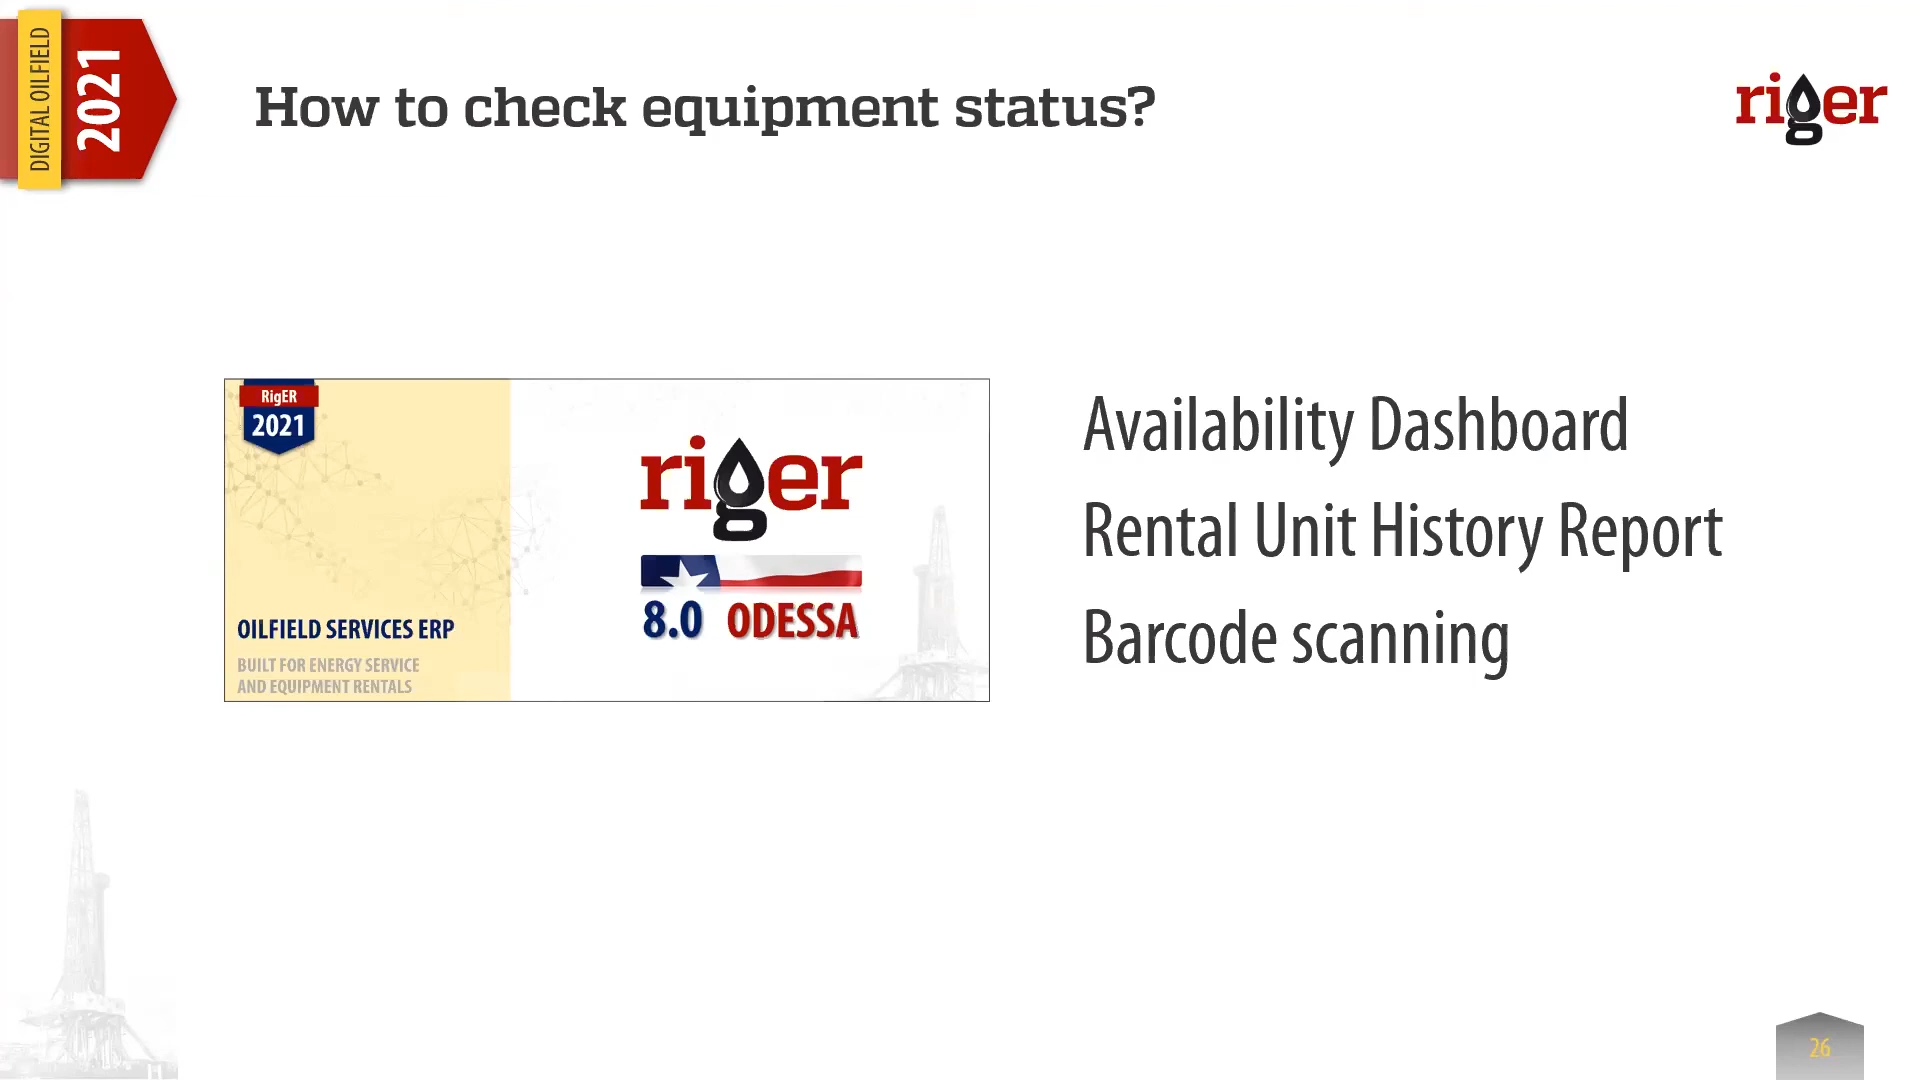 DIGITAL OILFIELD
2021
How to check equipment status?
riger
RigER
2021
riger
8.0 ODESSA
OILFIELD SERVICES ERP
BUILT FOR ENERGY SERVICE
AND EQUIPMENT RENTALS
Availability Dashboard
Rental Unit History Report
Barcode scanning
26